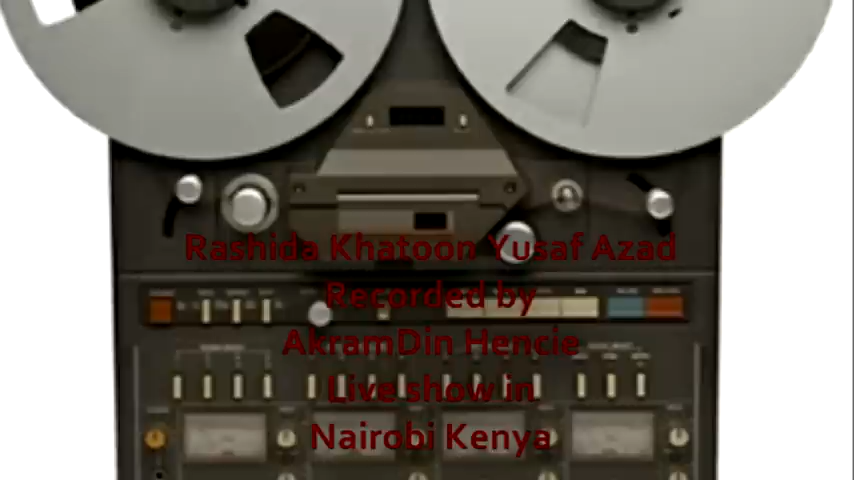 Rashida Khatoon Yusaf Azad
Recorded by
AkramDin Hencie
Live show in
Nairobi Kenya